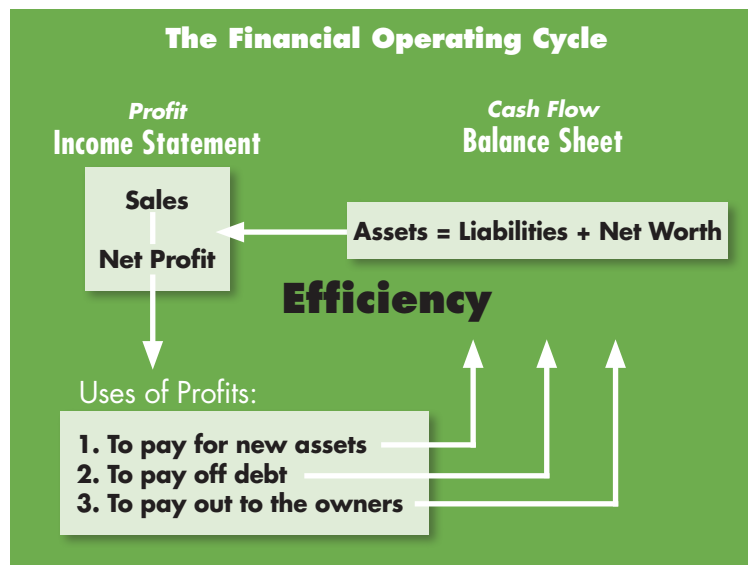 The Financial Operating Cycle
Profit
Income Statement
Cash Flow
Balance Sheet
Sales
Net Profit
Assets = Liabilities + Net Worth
Efficiency
Uses of Profits:
1. To pay for new assets
2. To pay off debt
3. To pay out to the owners